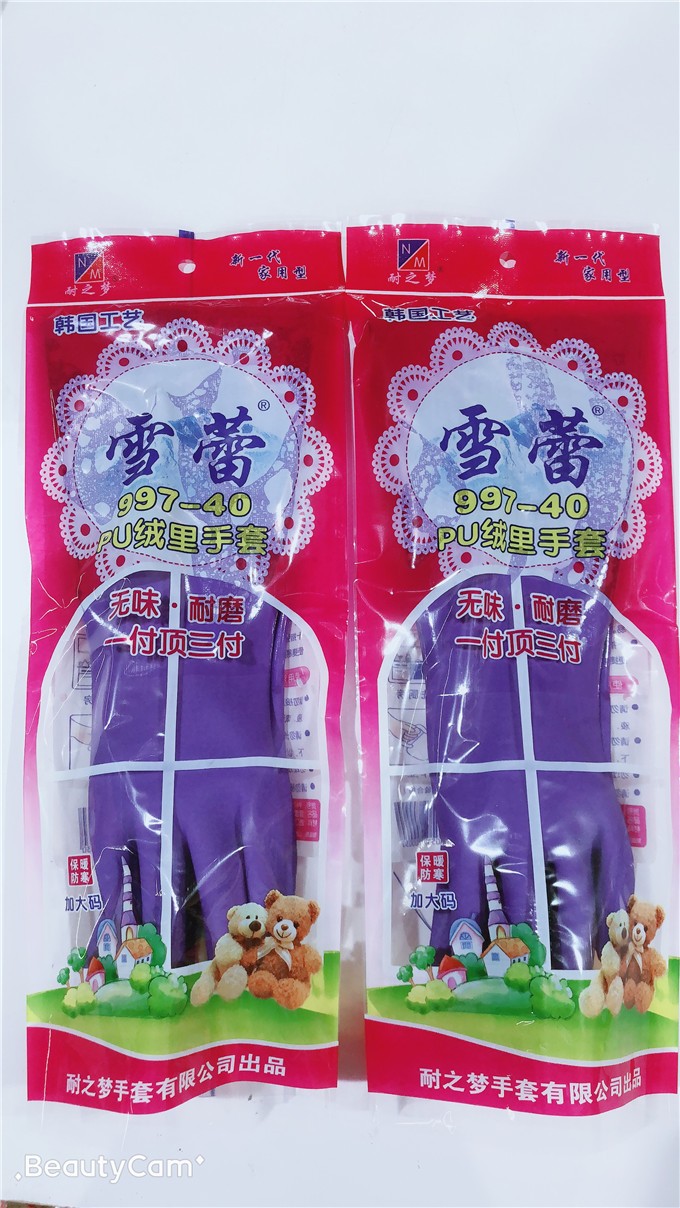 NM
耐之梦
新一代
家用型
韩国工艺
雪蕾®
997-40
PU绒里手套
无味·耐磨
一付顶三付
保暖
防寒
加大码
耐之梦手套有限公司出品
NM
耐之梦
新一代
家用型
韩国工艺
雪蕾®
997-40
PU绒里手套
无味·耐磨
一付顶三付
保暖
防寒
加大码
耐之梦手套有限公司出品
BeautyCam